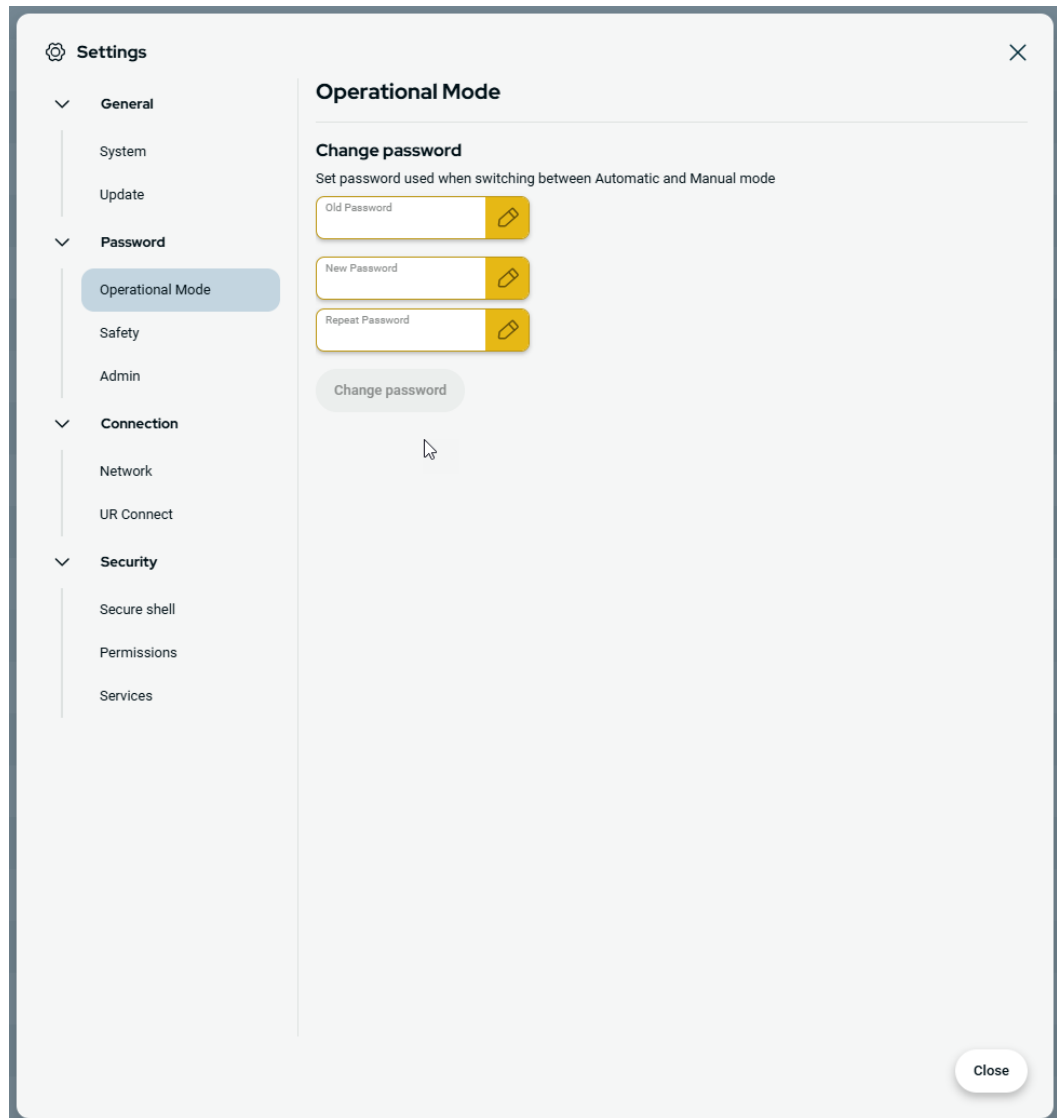 Settings
General
System
Update
Password
Operational Mode
Safety
Admin
Connection
Network
UR Connect
Security
Secure shell
Permissions
Services
Operational Mode
Change password
Set password used when switching between Automatic and Manual mode
Old Password
New Password
Repeat Password
Change password
Close